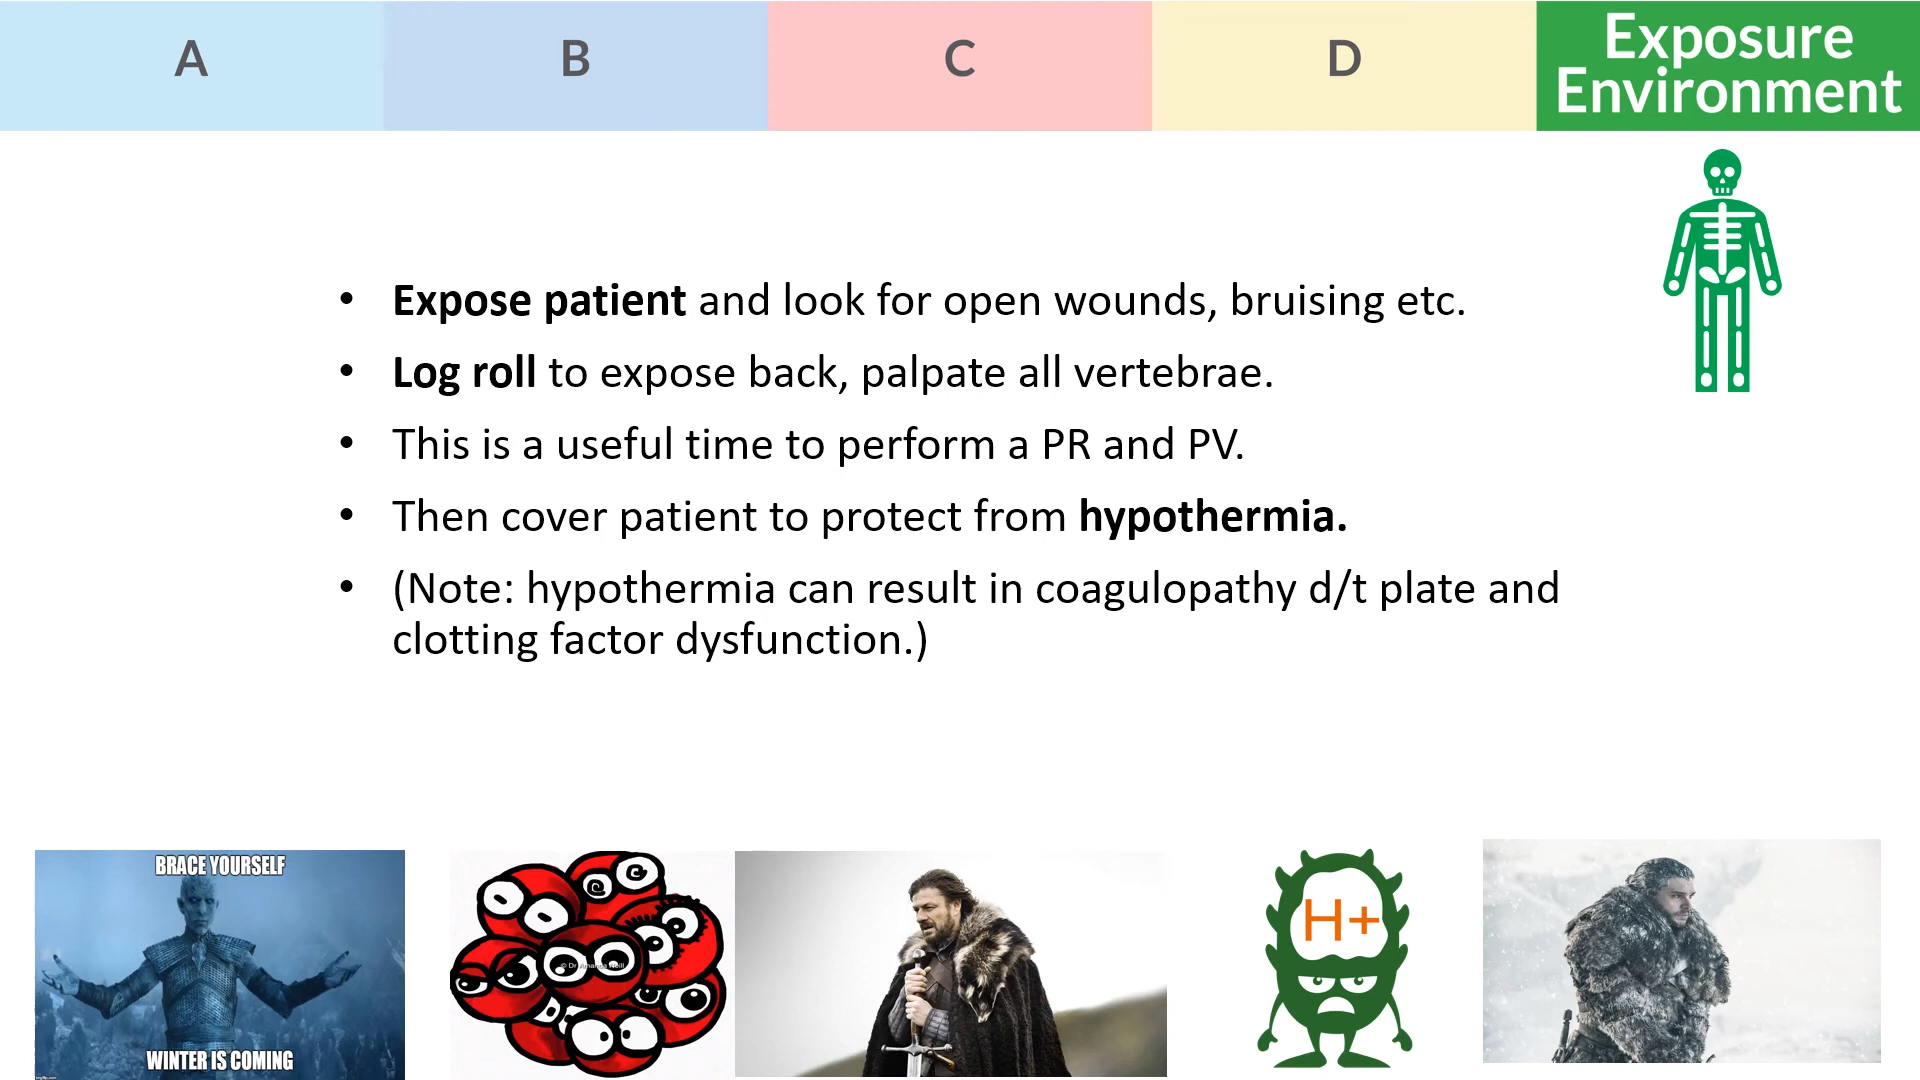 A
B
C
D
Exposure
Environment
• Expose patient and look for open wounds, bruising etc.
• Log roll to expose back, palpate all vertebrae.
• This is a useful time to perform a PR and PV.
• Then cover patient to protect from hypothermia.
• (Note: hypothermia can result in coagulopathy d/t plate and
clotting factor dysfunction.)
BRACE YOURSELF
WINTER IS COMING
H+